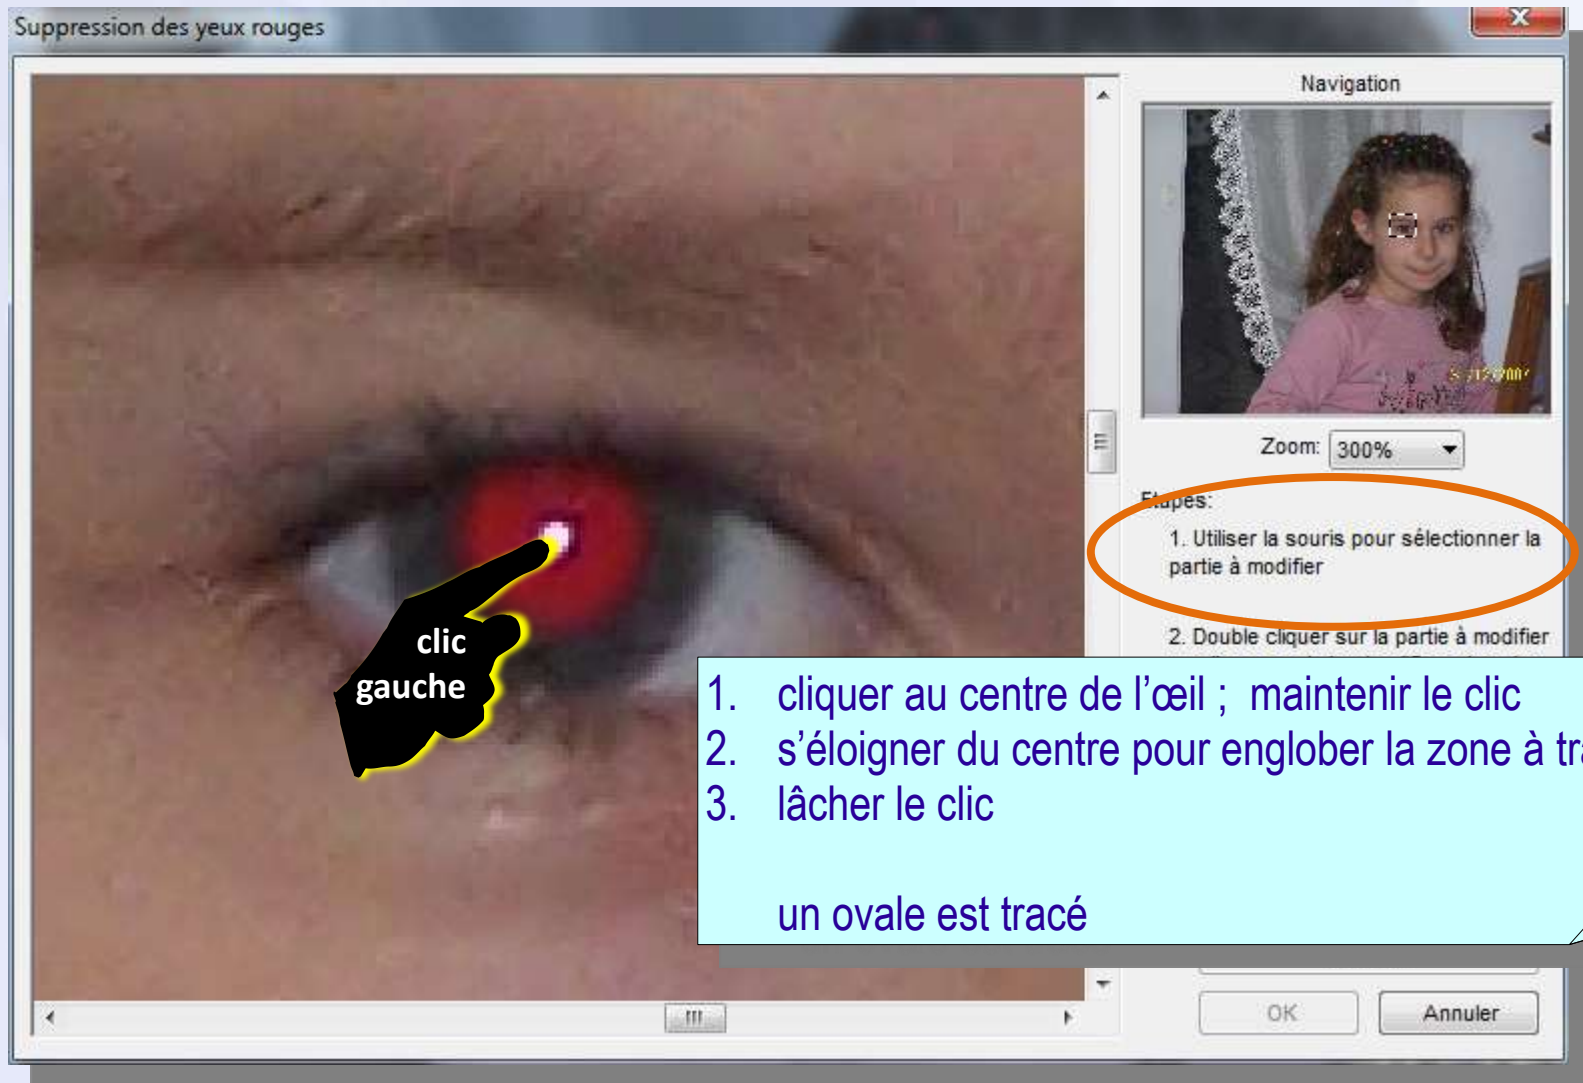 Suppression des yeux rouges
Navigation
Zoom: 300%
Etapes:
1. Utiliser la souris pour sélectionner la
partie à modifier
2. Double cliquer sur la partie à modifier
clic
gauche
1. cliquer au centre de l’œil ; maintenir le clic
2. s’éloigner du centre pour englober la zone à
3. lâcher le clic
un ovale est tracé
OK
Annuler